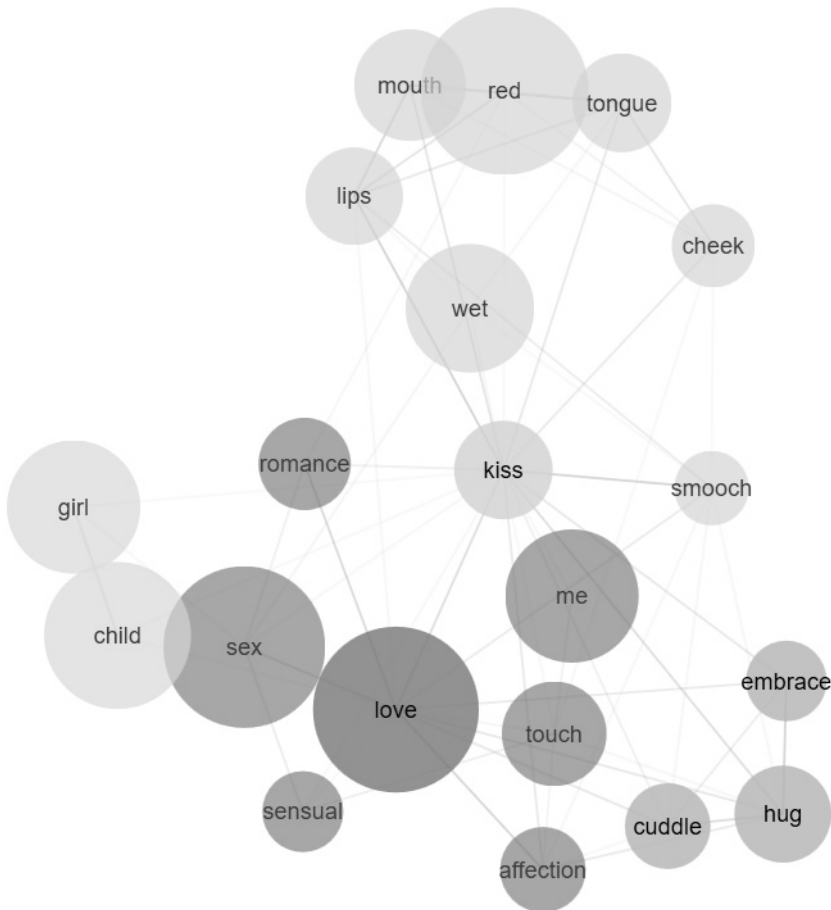 mouth
red
tongue
lips
cheek
wet
romance
kiss
smooch
girl
me
child
sex
embrace
love
touch
sensual
hug
cuddle
affection